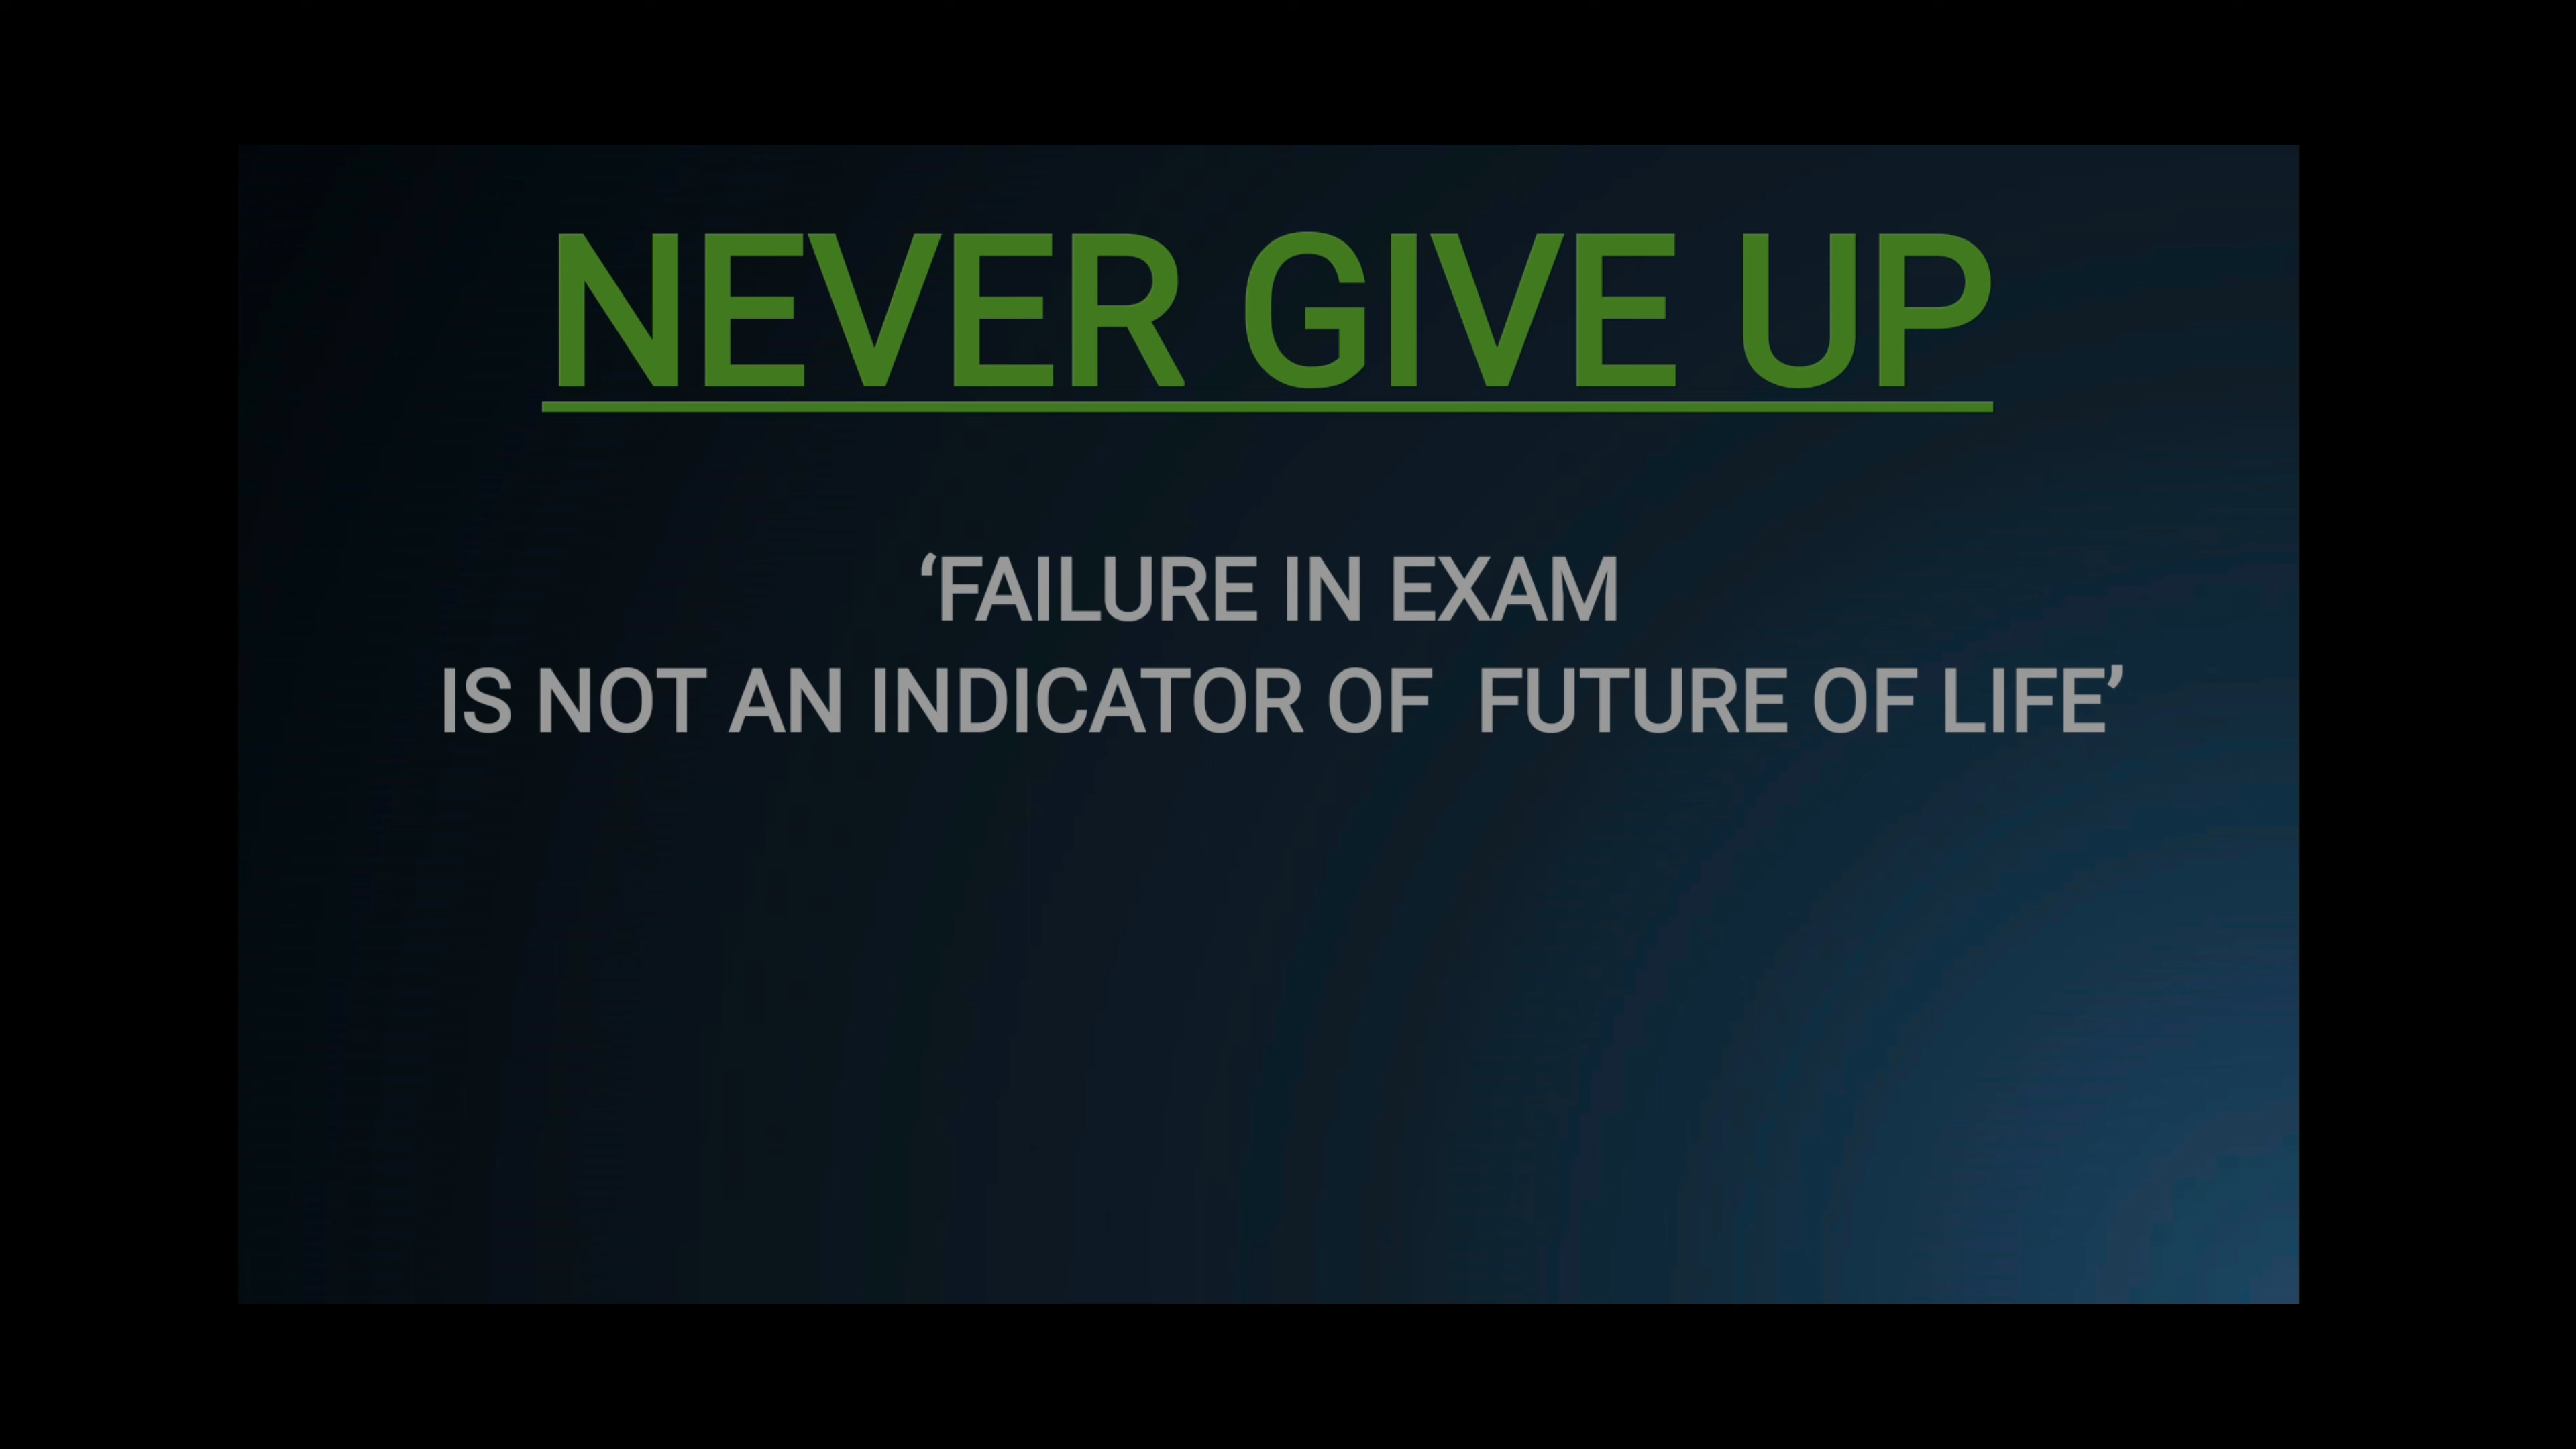 NEVER GIVE UP
‘FAILURE IN EXAM
IS NOT AN INDICATOR OF  FUTURE OF LIFE’